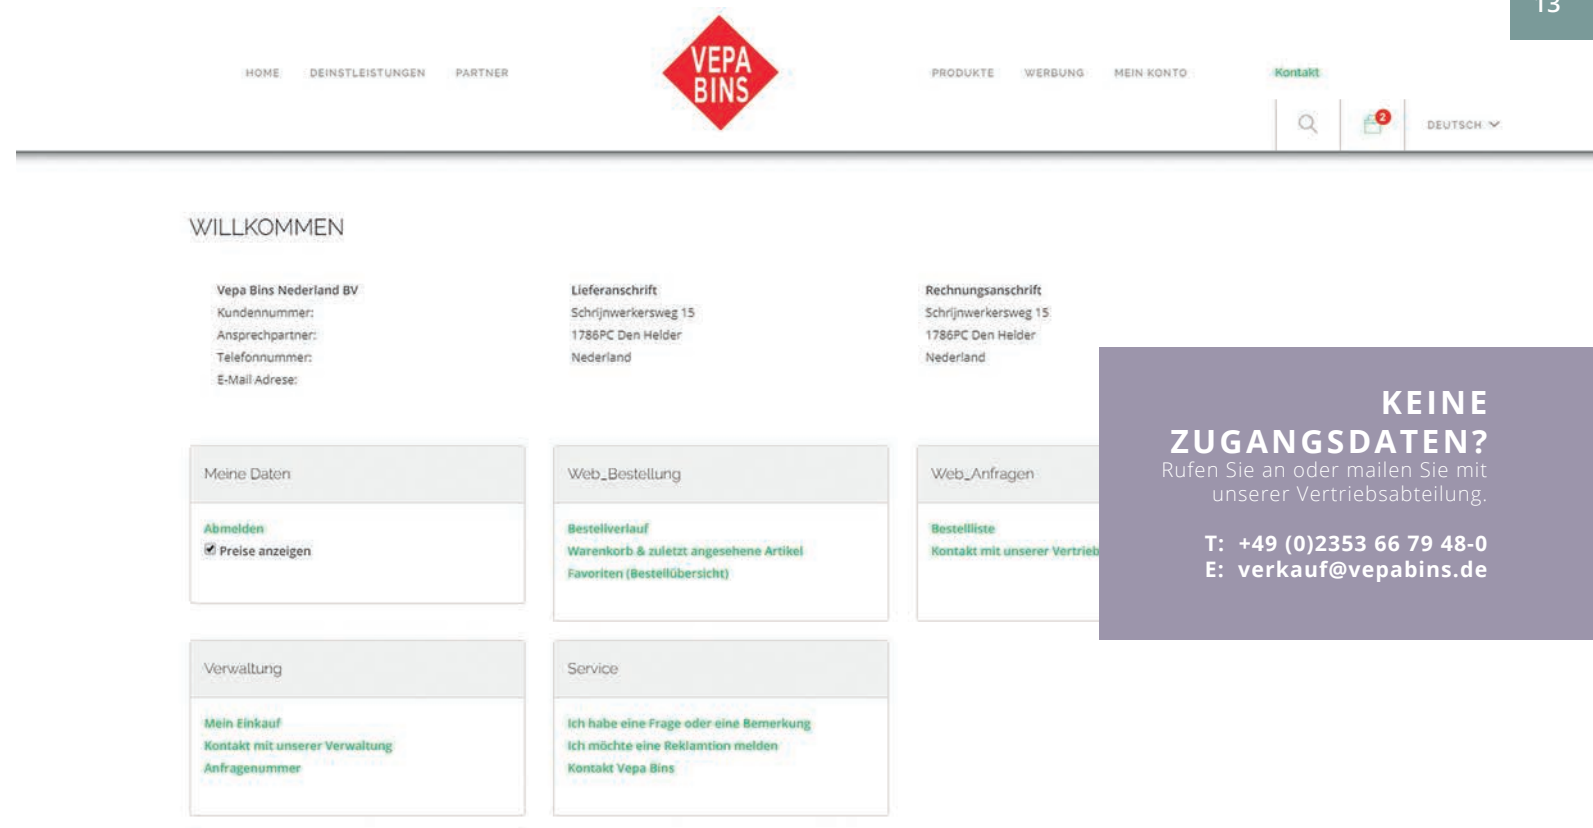 13
HOME DEINSTLEISTUNGEN PARTNER
VEPA
BINS
PRODUKTE WERBUNG MEIN KONTO Kontakt
2
DEUTSCH
WILLKOMMEN
Vepa Bins Nederland BV
Kundennummer:
Ansprechpartner:
Telefonnummer:
E-Mail Adrese:
Lieferanschrift
Schrijnwerkersweg 15
1786PC Den Helder
Nederland
Rechnungsanschrift
Schrijnwerkersweg 15
1786PC Den Helder
Nederland
KEINE
ZUGANGSDATEN?
Rufen Sie an oder mailen Sie mit
unserer Vertriebsabteilung.
T: +49 (0)2353 66 79 48-0
E: verkauf@vepabins.de
Meine Daten
Abmelden
Preise anzeigen
Web_Bestellung
Bestellverlauf
Warenkorb & zuletzt angesehene Artikel
Favoriten (Bestellübersicht)
Web_Anfragen
Bestellliste
Kontakt mit unserer Vertrieb
Verwaltung
Mein Einkauf
Kontakt mit unserer Verwaltung
Anfragenummer
Service
Ich habe eine Frage oder eine Bemerkung
Ich möchte eine Reklamtion melden
Kontakt Vepa Bins